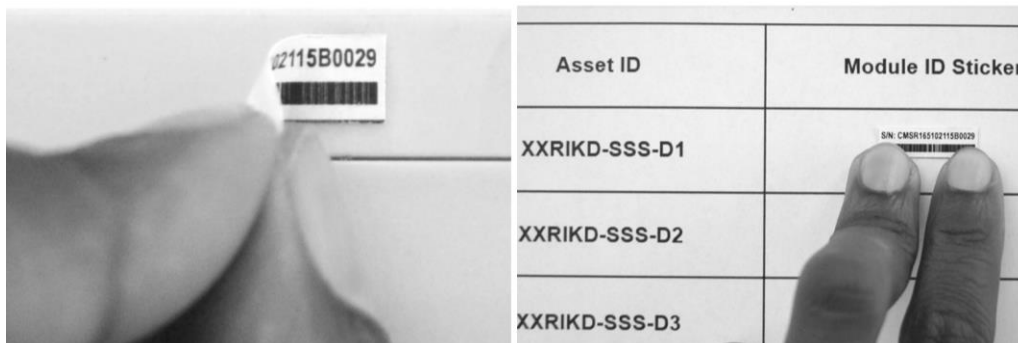 02115B0029
Asset ID
Module ID Sticker
XXRIKD-SSS-D1
S/N: CMSR165102115B0029
XXRIKD-SSS-D2
XXRIKD-SSS-D3